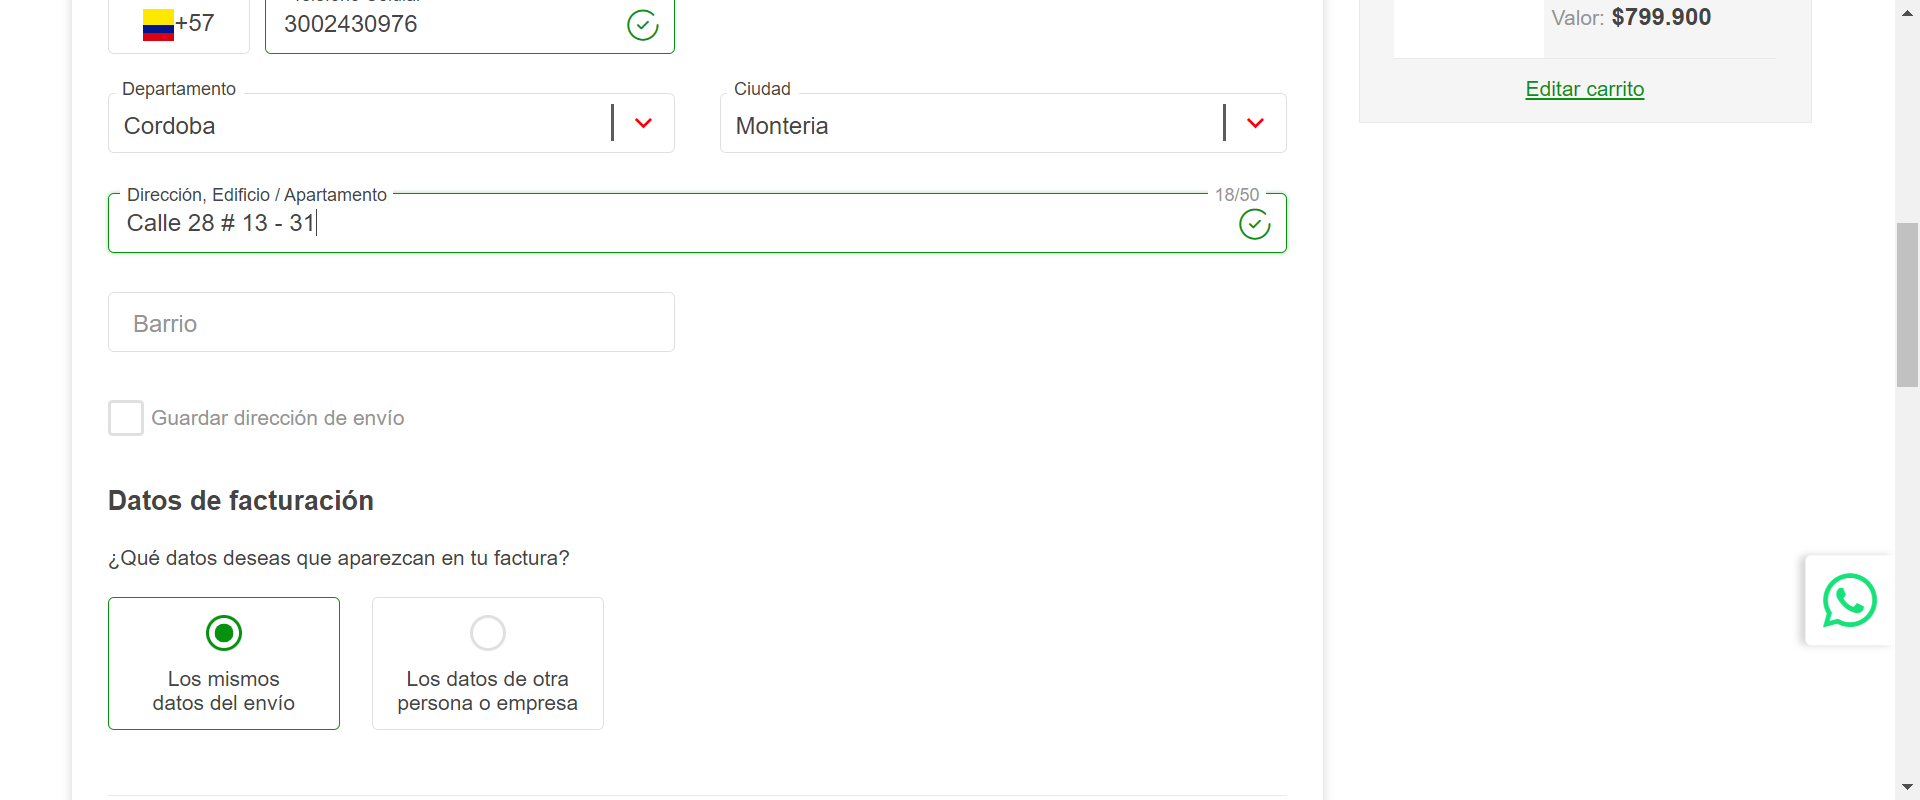 +57
3002430976
Valor: $799.900
Editar carrito
Departamento
Cordoba
Ciudad
Monteria
Dirección, Edificio / Apartamento
18/50
Calle 28 # 13 - 31
Barrio
Guardar dirección de envío
Datos de facturación
¿Qué datos deseas que aparezcan en tu factura?
Los mismos
datos del envío
Los datos de otra
persona o empresa